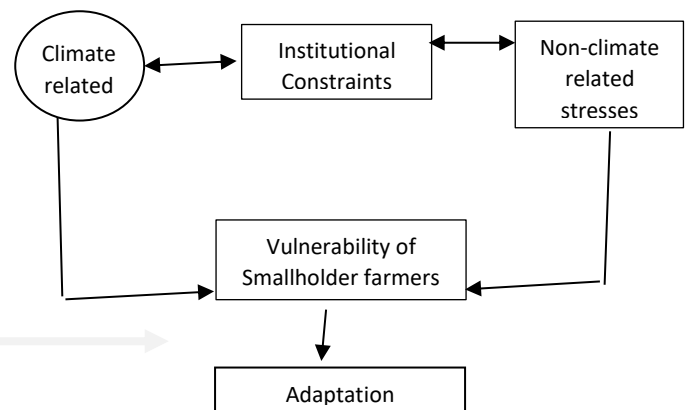 Climate
related
Institutional
Constraints
Non-climate
related
stresses
Vulnerability of
Smallholder farmers
Adaptation